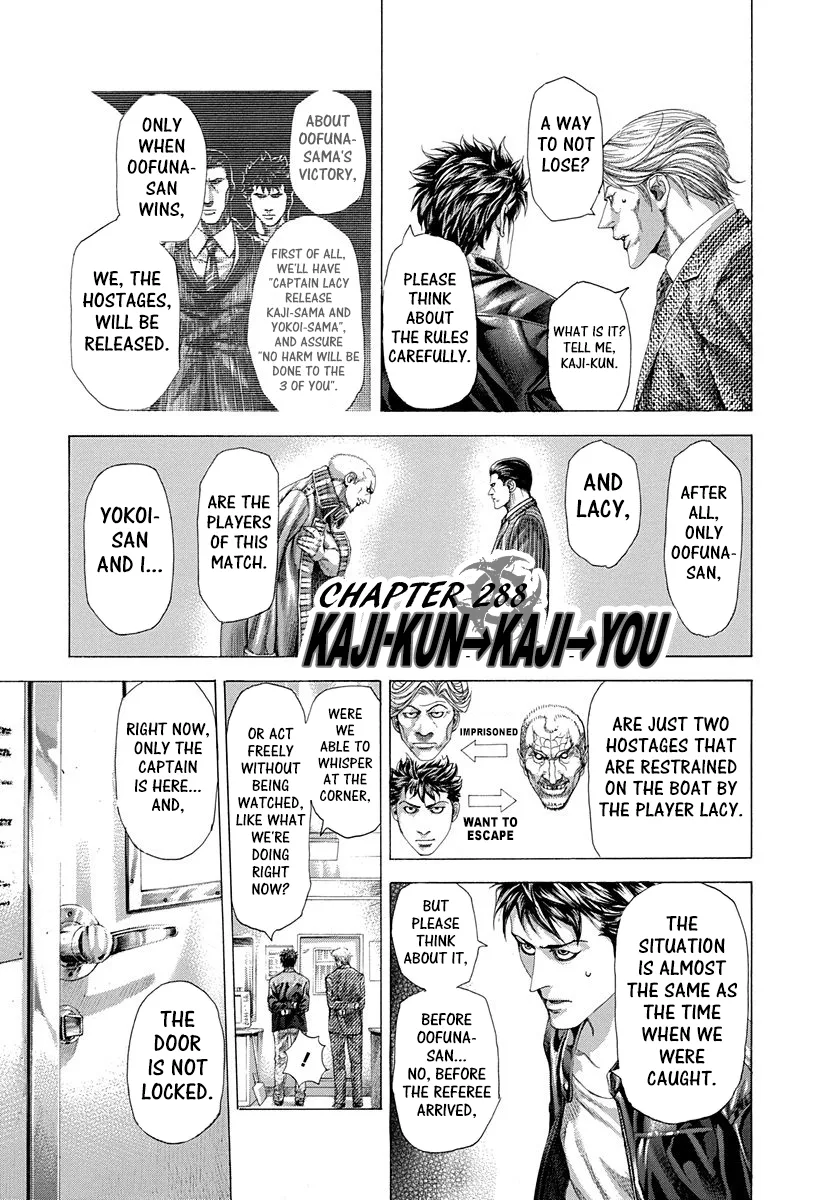 A WAY
TO NOT
LOSE?
WHAT IS IT?
TELL ME,
KAJI-KUN.
PLEASE
THINK
ABOUT
THE RULES
CAREFULLY.
ABOUT
OOFUNA-
SAMA'S
VICTORY,
FIRST OF ALL,
WE'LL HAVE
"CAPTAIN LACY
RELEASE
KAJI-SAMA AND
YOKOI-SAMA",
AND ASSURE
"NO HARM WILL BE
DONE TO THE
3 OF YOU".
ONLY
WHEN
OOFUNA-
SAN
WINS,
WE, THE
HOSTAGES,
WILL BE
RELEASED.
AFTER
ALL,
ONLY
OOFUNA-
SAN,
AND
LACY,
ARE THE
PLAYERS
OF THIS
MATCH.
YOKOI-
SAN
AND I...
CHAPTER 288
KAJI-KUN→KAJI→YOU
ARE JUST TWO
HOSTAGES THAT
ARE RESTRAINED
ON THE BOAT BY
THE PLAYER LACY.
IMPRISONED
WANT TO
ESCAPE
THE
SITUATION
IS ALMOST
THE SAME AS
THE TIME
WHEN WE
WERE
CAUGHT.
BUT
PLEASE
THINK
ABOUT IT,
BEFORE
OOFUNA-
SAN...
NO, BEFORE
THE REFEREE
ARRIVED,
WERE
WE
ABLE TO
WHISPER
AT THE
CORNER,
OR ACT
FREELY
WITHOUT
BEING
WATCHED,
LIKE WHAT
WE'RE
DOING
RIGHT
NOW?
!
RIGHT NOW,
ONLY THE
CAPTAIN
IS HERE...
AND,
THE
DOOR
IS NOT
LOCKED.